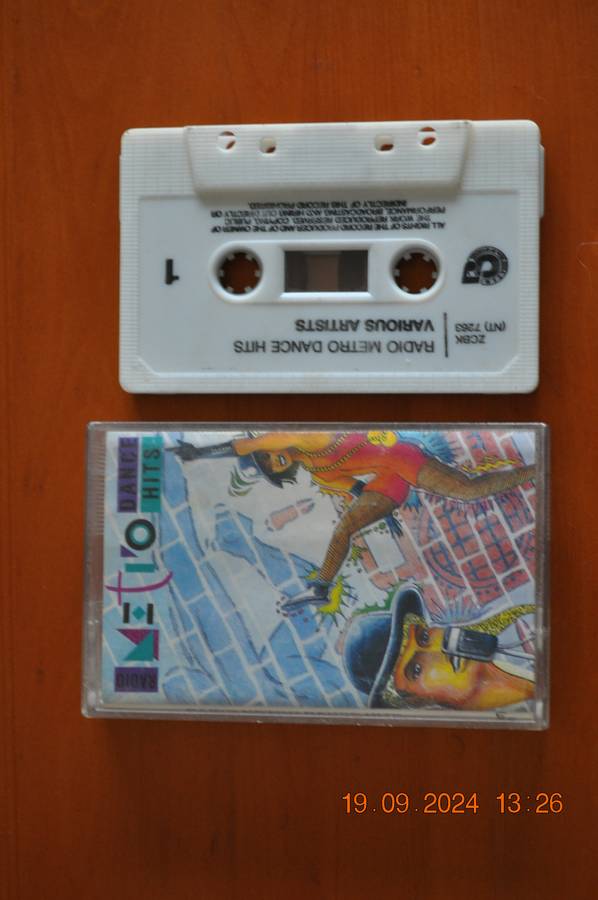 ALL RIGHTS OF THE RECORD PRODUCER AND OF THE OWNER OF
THE WORK REPRODUCED RESERVED. COPYING, PUBLIC
PERFORMANCE, BROADCASTING AND HIRING OUT DIRECTLY OR
INDIRECTLY OF THIS RECORD PROHIBITED.
1
ZCBK
(NT) 7263
RADIO METRO DANCE HITS
VARIOUS ARTISTS
RADIO
METRO
DANCE
HITS
19.09.2024 13:26